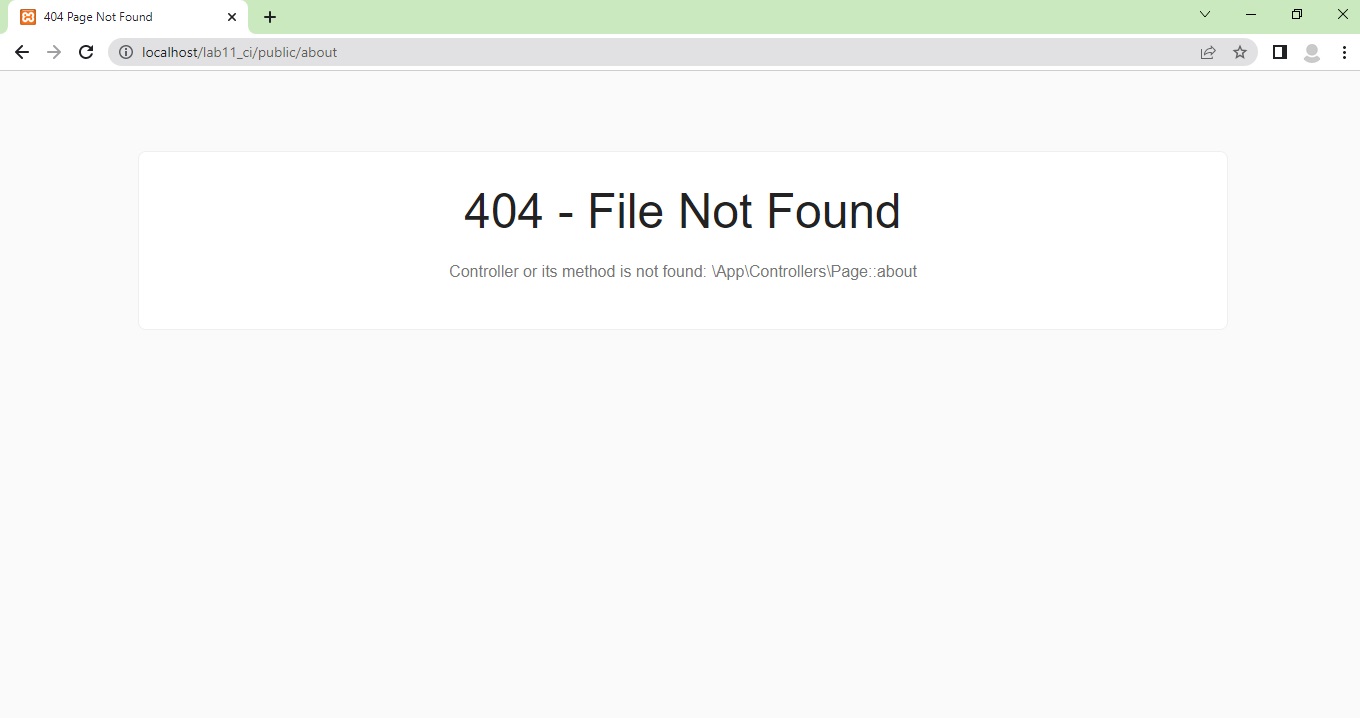 404 Page Not Found
localhost/lab11_ci/public/about
404 - File Not Found
Controller or its method is not found: \App\Controllers\Page::about